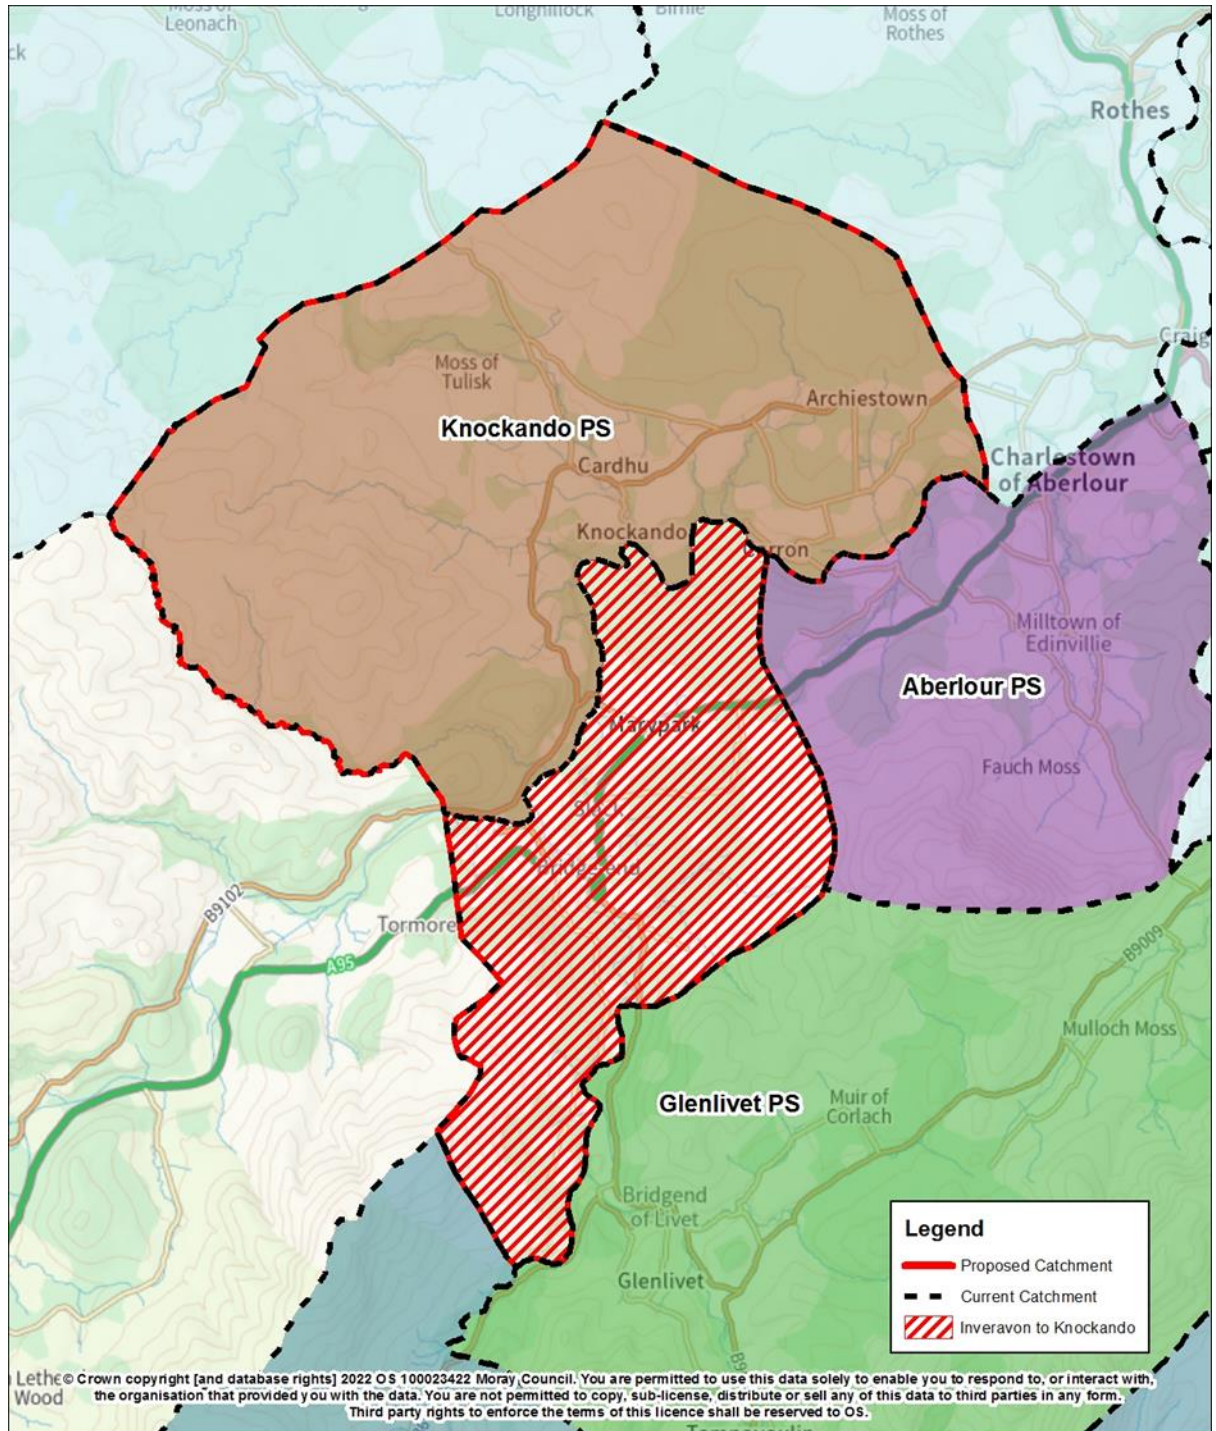 Moss of
Leonach
Longhillock
Birnie
Moss of
Rothes
ck
Rothes
Craig
Moss of
Tulisk
Archiestown
Knockando PS
Cardhu
Charlestown
of Aberlour
Knockando
Carron
Milltown of
Edinvillie
Aberlour PS
Marypark
Fauch Moss
Bridgend
B9102
Tormore
A95
B9009
Mulloch Moss
Glenlivet PS
Muir of
Corlach
Bridgend
of Livet
Glenlivet
Legend
Proposed Catchment
Current Catchment
Inveravon to Knockando
Wood
© Crown copyright [and database rights] 2022 OS 100023422 Moray Council. You are permitted to use this data solely to enable you to respond to, or interact with,
the organisation that provided you with the data. You are not permitted to copy, sub-license, distribute or sell any of this data to third parties in any form.
Third party rights to enforce the terms of this licence shall be reserved to OS.